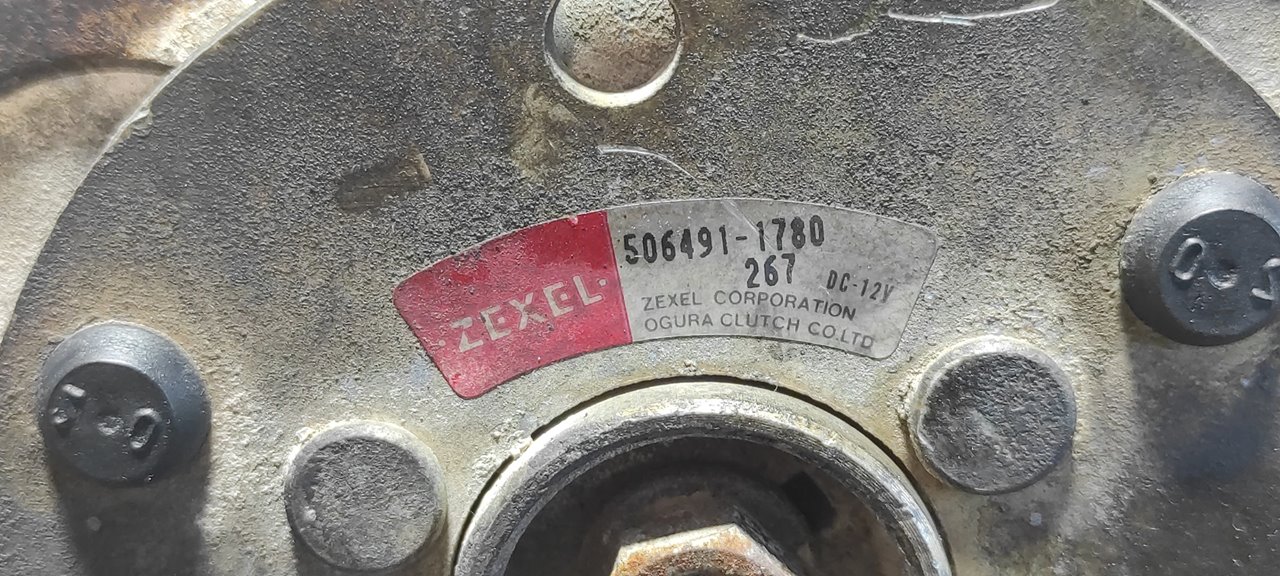 ZEXEL
506491-1780
267 DC-12V
ZEXEL CORPORATION
OGURA CLUTCH CO.LTD